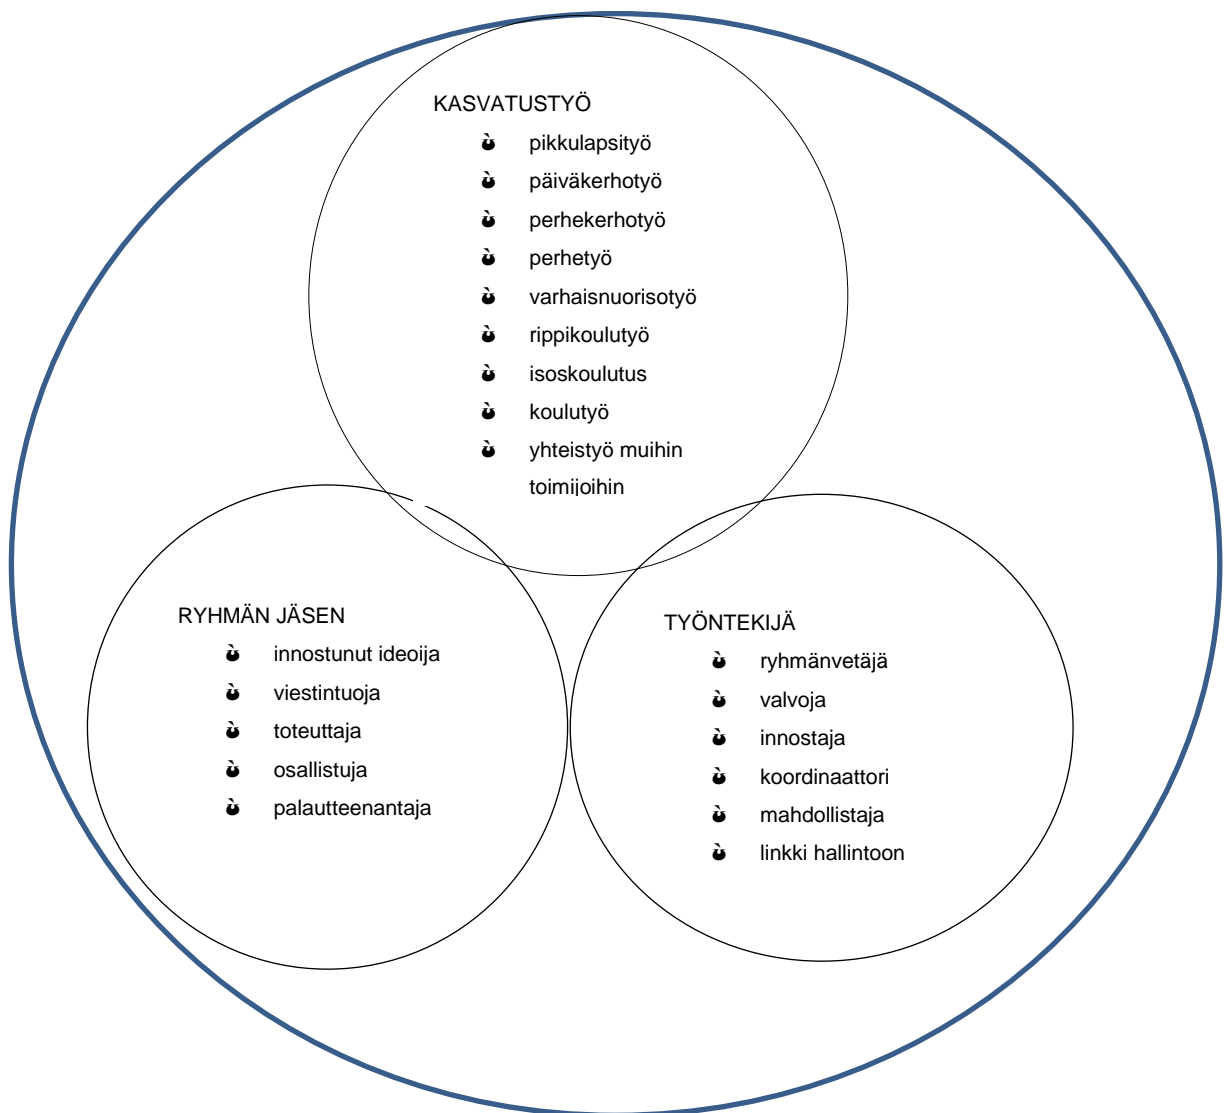 KASVATUSTYÖ
pikkulapsityö
päiväkerhotyö
perhekerhotyö
perhetyö
varhaisnuorisotyö
rippikoulutyö
isoskoulutus
koulutyö
yhteistyö muihin
toimijoihin
RYHMÄN JÄSEN
innostunut ideoija
viestintuoja
toteuttaja
osallistuja
palautteenantaja
TYÖNTEKIJÄ
ryhmänvetäjä
valvoja
innostaja
koordinaattori
mahdollistaja
linkki hallintoon